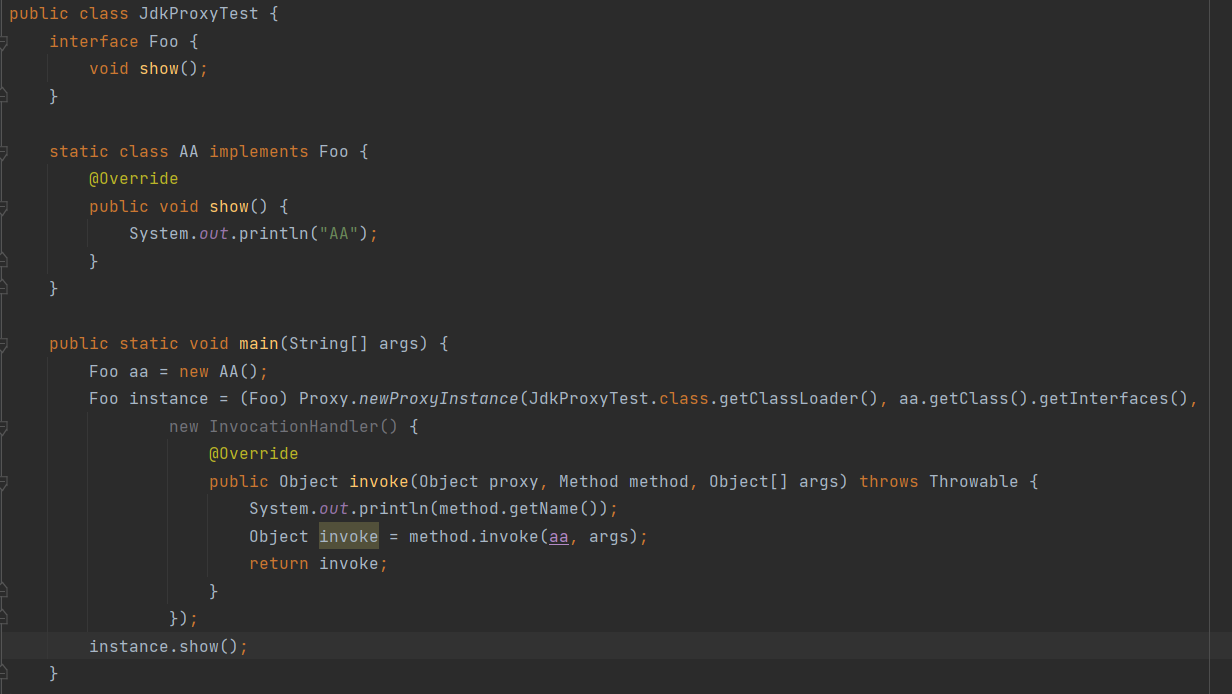 public class JdkProxyTest {
    interface Foo {
        void show();
    }

    static class AA implements Foo {
        @Override
        public void show() {
            System.out.println("AA");
        }
    }

    public static void main(String[] args) {
        Foo aa = new AA();
        Foo instance = (Foo) Proxy.newProxyInstance(JdkProxyTest.class.getClassLoader(), aa.getClass().getInterfaces(),
                new InvocationHandler() {
                    @Override
                    public Object invoke(Object proxy, Method method, Object[] args) throws Throwable {
                        System.out.println(method.getName());
                        Object invoke = method.invoke(aa, args);
                        return invoke;
                    }
                });
        instance.show();
    }